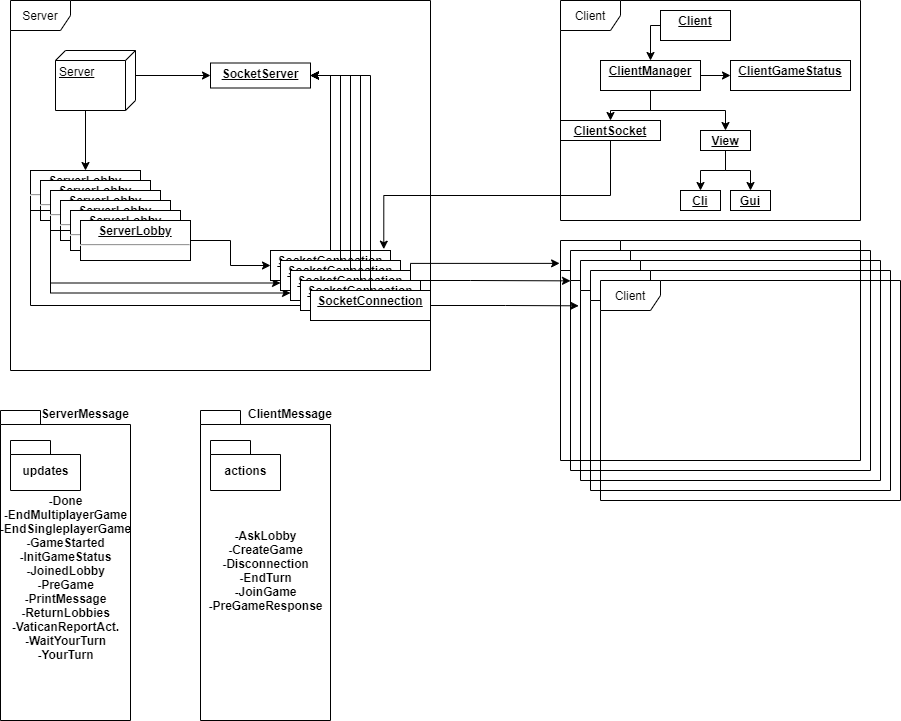 Server
Server
SocketServer
ServerLobby
ServerLobby
ServerLobby
ServerLobby
ServerLobby
SocketConnection
SocketConnection
SocketConnection
SocketConnection
SocketConnection
Client
Client
ClientManager
ClientGameStatus
ClientSocket
View
Cli
Gui
Client
ServerMessage
updates
-Done
-EndMultiplayerGame
-EndSingleplayerGame
-GameStarted
-InitGameStatus
-JoinedLobby
-PreGame
-PrintMessage
-ReturnLobbies
-VaticanReportAct.
-WaitYourTurn
-YourTurn
ClientMessage
actions
-AskLobby
-CreateGame
-Disconnection
-EndTurn
-JoinGame
-PreGameResponse